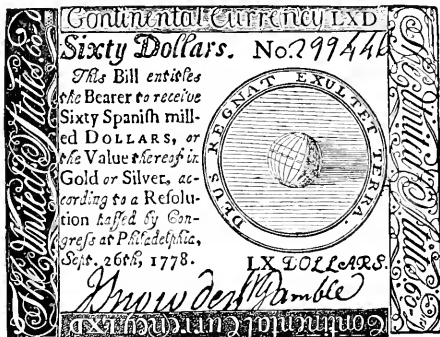 Continental Currency LXD
Sixty Dollars. No. 299446
This Bill entitles
the Bearer to receive
Sixty Spanish mill-
ed DOLLARS, or
the Value thereof in
Gold or Silver, ac-
cording to a Resolu-
tion passed by Con-
gress at Philadelphia,
Sept. 26th, 1778.
DEUS REGNAT EXULTET TERRA.
LX DOLLARS.
The United States
The United States
Continental Currency LXD